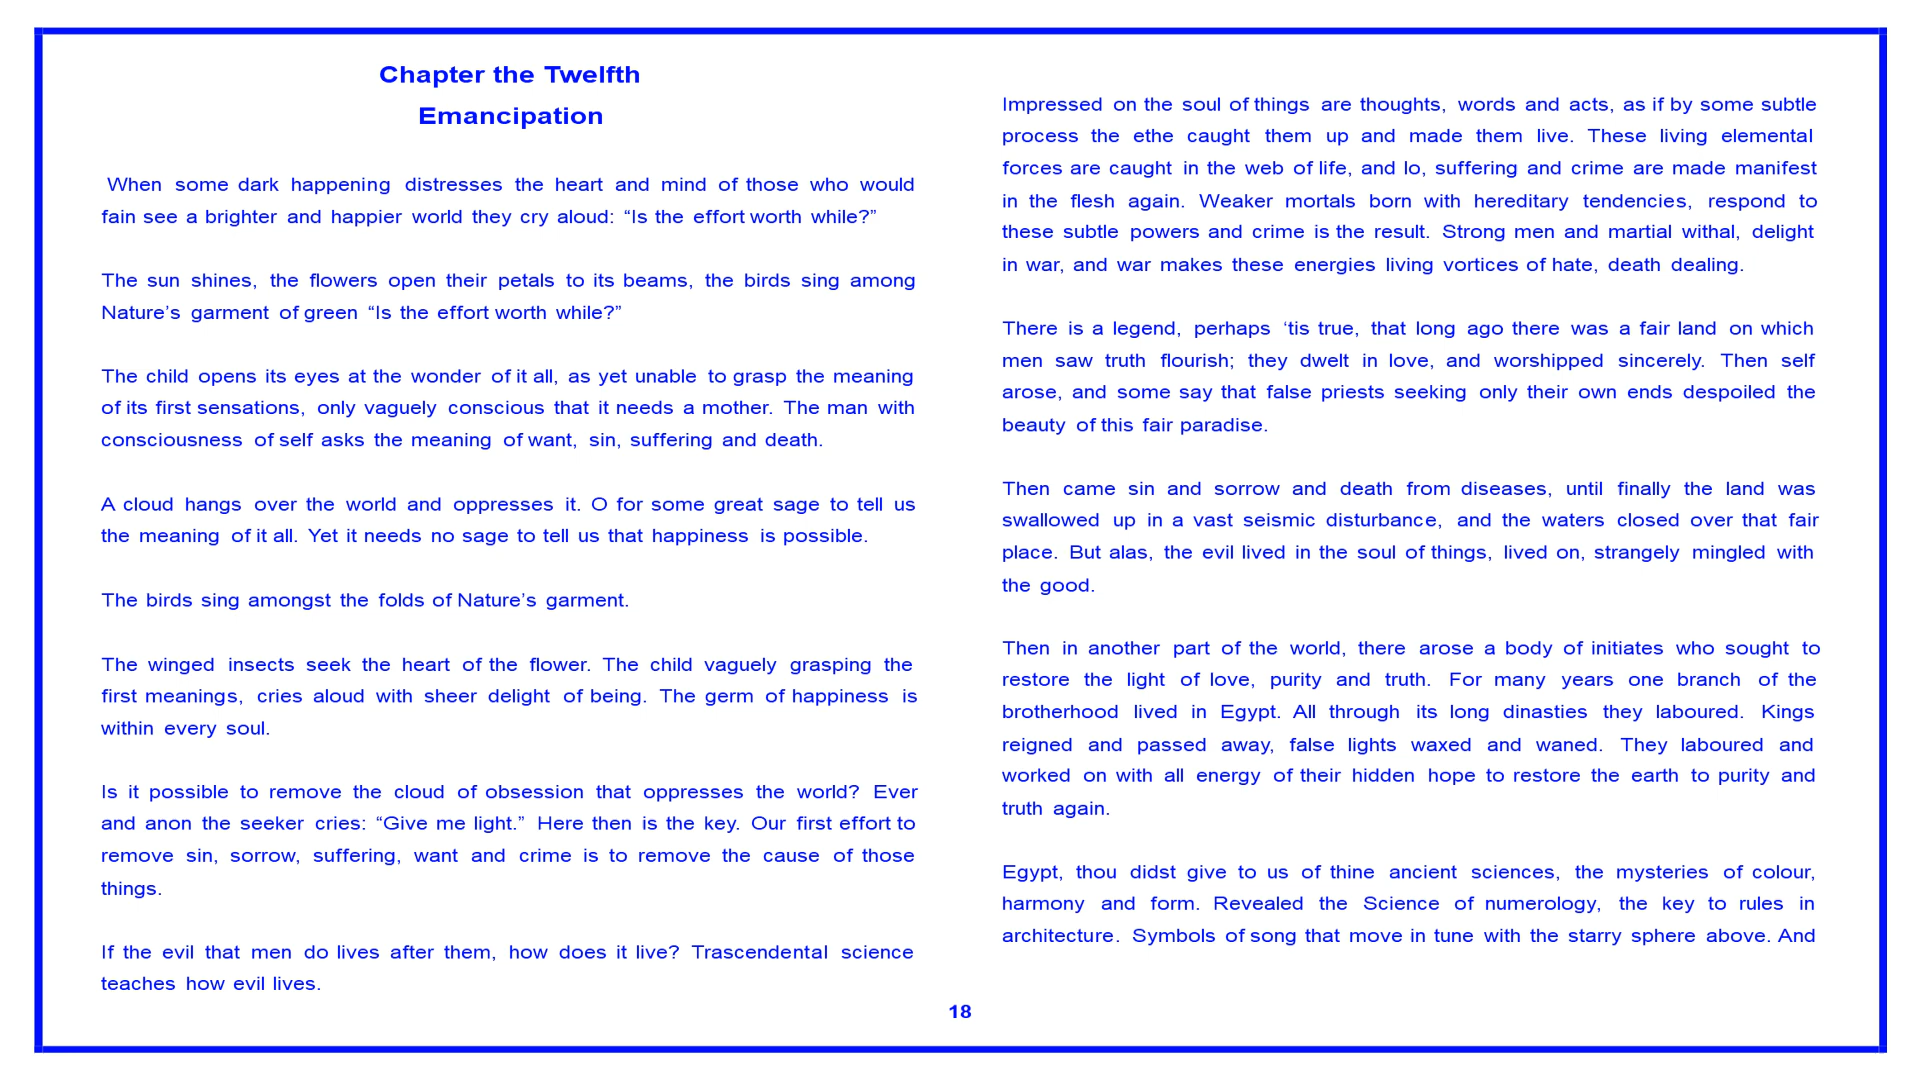 Chapter the Twelfth
Emancipation
When some dark happening distresses the heart and mind of those who would
fain see a brighter and happier world they cry aloud: “Is the effort worth while?”
The sun shines, the flowers open their petals to its beams, the birds sing among
Nature’s garment of green “Is the effort worth while?”
The child opens its eyes at the wonder of it all, as yet unable to grasp the meaning
of its first sensations, only vaguely conscious that it needs a mother. The man with
consciousness of self asks the meaning of want, sin, suffering and death.
A cloud hangs over the world and oppresses it. O for some great sage to tell us
the meaning of it all. Yet it needs no sage to tell us that happiness is possible.
The birds sing amongst the folds of Nature’s garment.
The winged insects seek the heart of the flower. The child vaguely grasping the
first meanings, cries aloud with sheer delight of being. The germ of happiness is
within every soul.
Is it possible to remove the cloud of obsession that oppresses the world? Ever
and anon the seeker cries: “Give me light.” Here then is the key. Our first effort to
remove sin, sorrow, suffering, want and crime is to remove the cause of those
things.
If the evil that men do lives after them, how does it live? Trascendental science
teaches how evil lives.
Impressed on the soul of things are thoughts, words and acts, as if by some subtle
process the ethe caught them up and made them live. These living elemental
forces are caught in the web of life, and lo, suffering and crime are made manifest
in the flesh again. Weaker mortals born with hereditary tendencies, respond to
these subtle powers and crime is the result. Strong men and martial withal, delight
in war, and war makes these energies living vortices of hate, death dealing.
There is a legend, perhaps ‘tis true, that long ago there was a fair land on which
men saw truth flourish; they dwelt in love, and worshipped sincerely. Then self
arose, and some say that false priests seeking only their own ends despoiled the
beauty of this fair paradise.
Then came sin and sorrow and death from diseases, until finally the land was
swallowed up in a vast seismic disturbance, and the waters closed over that fair
place. But alas, the evil lived in the soul of things, lived on, strangely mingled with
the good.
Then in another part of the world, there arose a body of initiates who sought to
restore the light of love, purity and truth. For many years one branch of the
brotherhood lived in Egypt. All through its long dinasties they laboured. Kings
reigned and passed away, false lights waxed and waned. They laboured and
worked on with all energy of their hidden hope to restore the earth to purity and
truth again.
Egypt, thou didst give to us of thine ancient sciences, the mysteries of colour,
harmony and form. Revealed the Science of numerology, the key to rules in
architecture. Symbols of song that move in tune with the starry sphere above. And
18